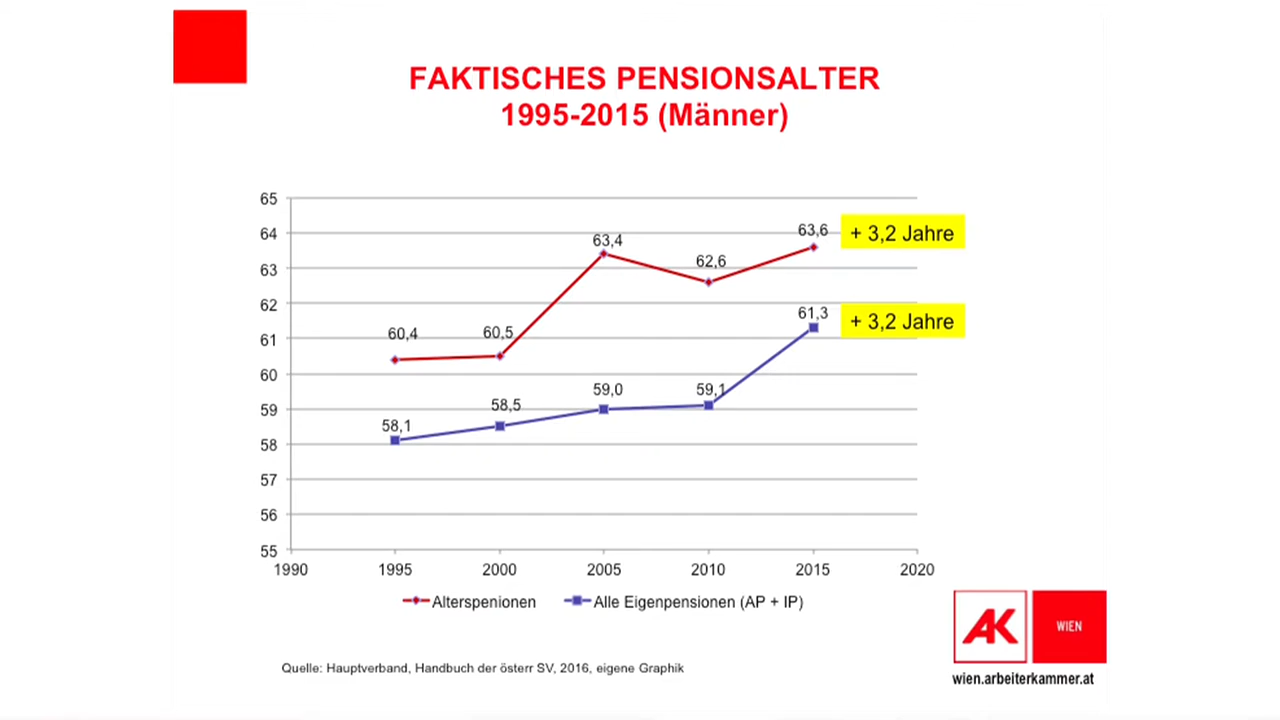 FAKTISCHES PENSIONSALTER
1995-2015 (Männer)
65
64
63
62
61
60
59
58
57
56
55
1990
1995
2000
2005
2010
2015
2020
60,4
60,5
63,4
62,6
63,6
+ 3,2 Jahre
58,1
58,5
59,0
59,1
61,3
+ 3,2 Jahre
Alterspenionen
Alle Eigenpensionen (AP + IP)
Quelle: Hauptverband, Handbuch der österr SV, 2016, eigene Graphik
AK
WIEN
wien.arbeiterkammer.at